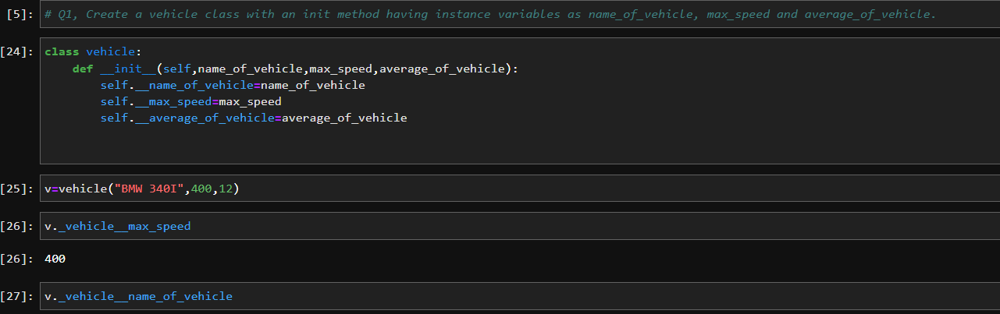 [5]: # Q1, Create a vehicle class with an init method having instance variables as name_of_vehicle, max_speed and average_of_vehicle.
[24]: class vehicle:
    def __init__(self,name_of_vehicle,max_speed,average_of_vehicle):
        self.__name_of_vehicle=name_of_vehicle
        self.__max_speed=max_speed
        self.__average_of_vehicle=average_of_vehicle
[25]: v=vehicle("BMW 340I",400,12)
[26]: v._vehicle__max_speed
[26]: 400
[27]: v._vehicle__name_of_vehicle